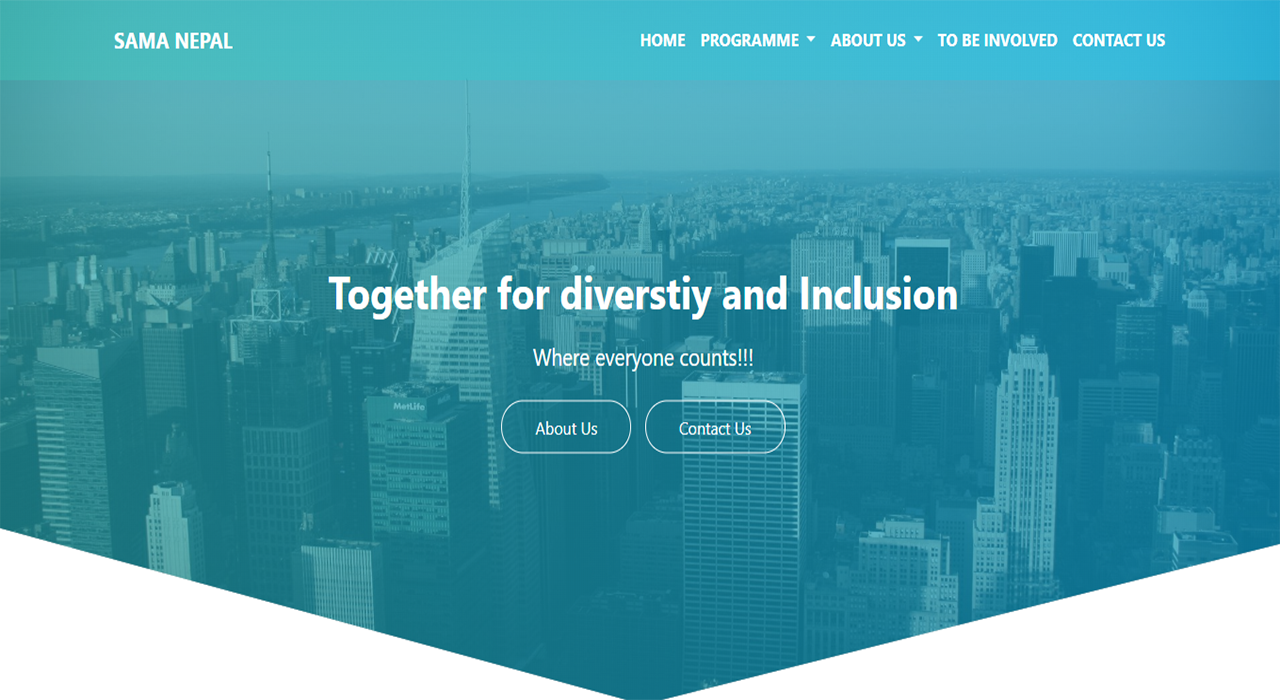 SAMA NEPAL
HOME PROGRAMME ABOUT US TO BE INVOLVED CONTACT US
Together for diverstiy and Inclusion
Where everyone counts!!!
MetLife
About Us Contact Us